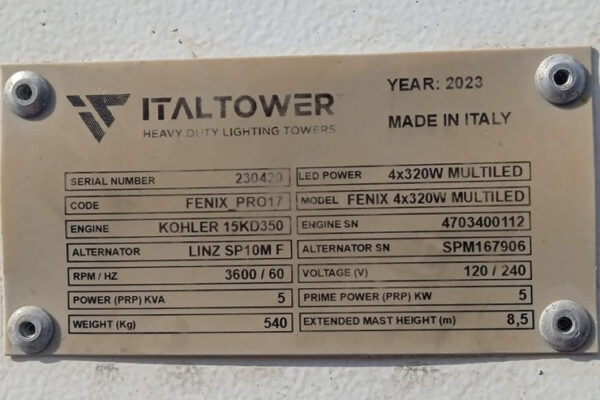 ITALTOWER
HEAVY DUTY LIGHTING TOWERS
YEAR: 2023
MADE IN ITALY
SERIAL NUMBER 230420 LED POWER 4x320W MULTILED
CODE FENIX_PRO17 MODEL FENIX 4x320W MULTILED
ENGINE KOHLER 15KD350 ENGINE SN 4703400112
ALTERNATOR LINZ SP10M F ALTERNATOR SN SPM167906
RPM / HZ 3600 / 60 VOLTAGE (V) 120 / 240
POWER (PRP) KVA 5 PRIME POWER (PRP) KW 5
WEIGHT (Kg) 540 EXTENDED MAST HEIGHT (m) 8,5